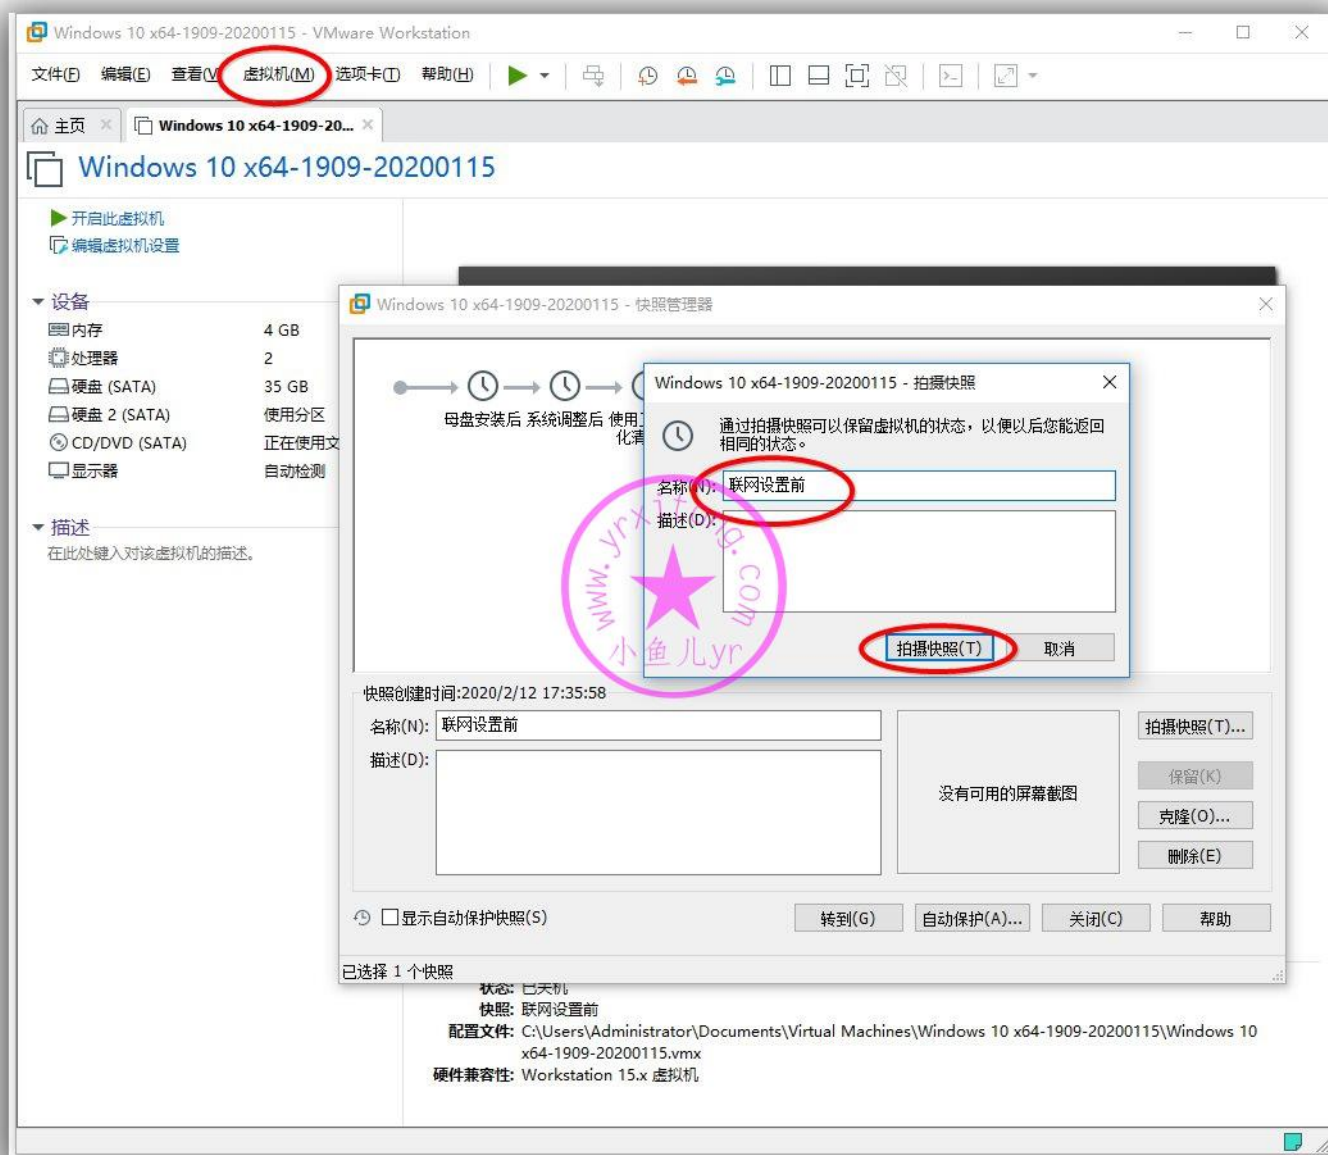 Windows 10 x64-1909-20200115 - VMware Workstation
文件(F) 编辑(E) 查看(V 虚拟机(M) 选项卡(T) 帮助(H)
主页 Windows 10 x64-1909-20...
Windows 10 x64-1909-20200115
开启此虚拟机
编辑虚拟机设置
设备
内存 4 GB
处理器 2
硬盘 (SATA) 35 GB
硬盘 2 (SATA) 使用分区
CD/DVD (SATA) 正在使用文
显示器 自动检测
描述
在此处键入对该虚拟机的描述。
Windows 10 x64-1909-20200115 - 快照管理器
母盘安装后 系统调整后 使用
化清
Windows 10 x64-1909-20200115 - 拍摄快照
通过拍摄快照可以保留虚拟机的状态，以便以后您能返回
相同的状态。
名称(N): 联网设置前
描述(D):
拍摄快照(T) 取消
www.yrxitong.com
小鱼儿yr
快照创建时间:2020/2/12 17:35:58
名称(N): 联网设置前
描述(D):
没有可用的屏幕截图
拍摄快照(T)...
保留(K)
克隆(O)...
删除(E)
显示自动保护快照(S)
转到(G) 自动保护(A)... 关闭(C) 帮助
已选择 1 个快照
状态: 已关机
快照: 联网设置前
配置文件: C:\Users\Administrator\Documents\Virtual Machines\Windows 10 x64-1909-20200115\Windows 10
x64-1909-20200115.vmx
硬件兼容性: Workstation 15.x 虚拟机